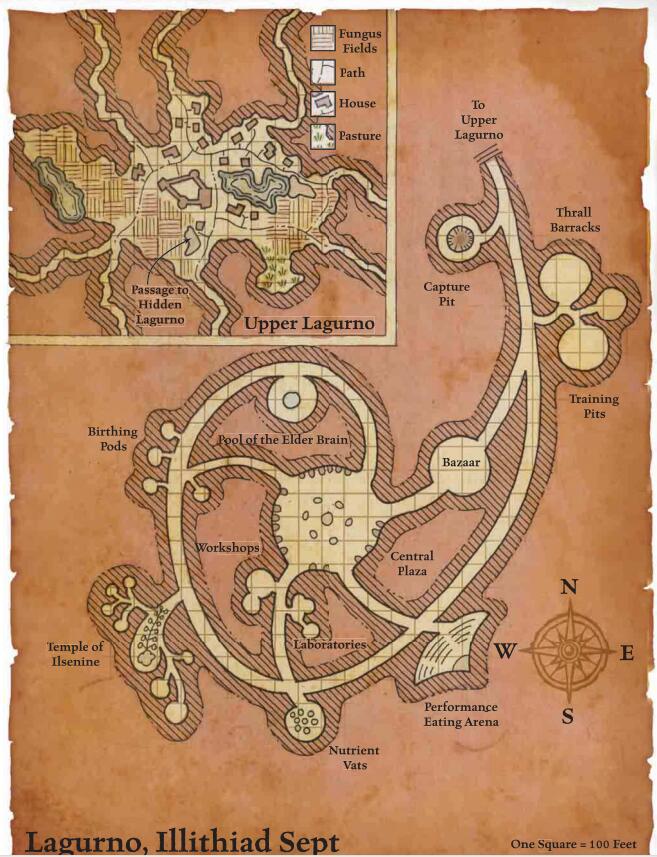 Fungus
Fields
Path
House
Pasture
Passage to
Hidden
Lagurno
Upper Lagurno
To
Upper
Lagurno
Thrall
Barracks
Capture
Pit
Training
Pits
Birthing
Pods
Pool of the Elder Brain
Bazaar
Workshops
Central
Plaza
Laboratories
Temple of
Ilsenine
Performance
Eating Arena
Nutrient
Vats
N
W
E
S
Lagurno, Illithiad Sept
One Square = 100 Feet